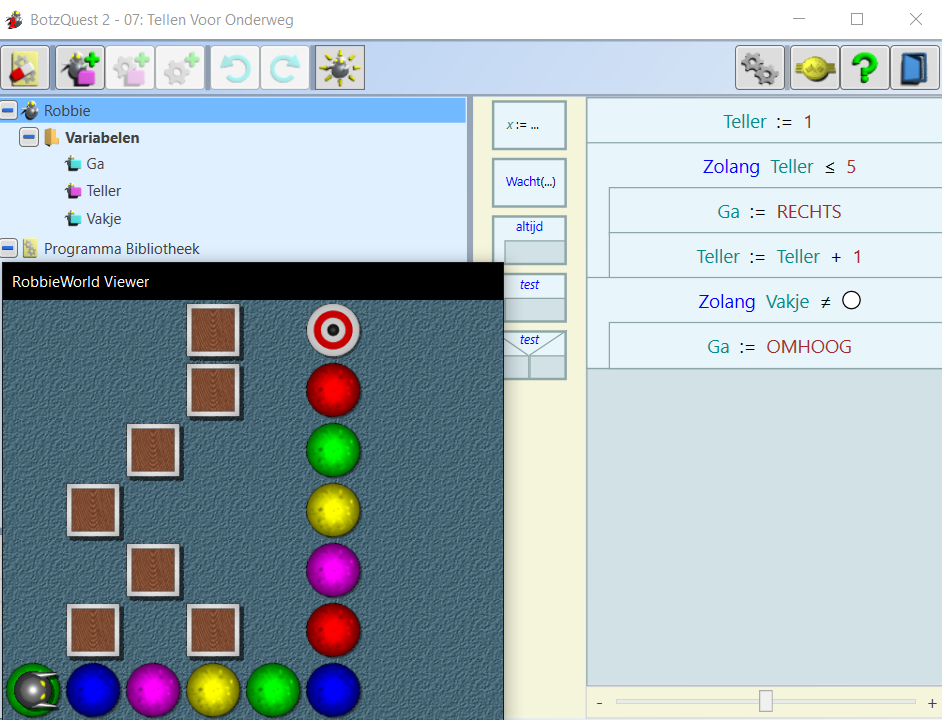 BotzQuest 2 - 07: Tellen Voor Onderweg
Robbie
Variabelen
Ga
Teller
Vakje
Programma Bibliotheek
RobbieWorld Viewer
x := ...
Wacht(...)
altijd
test
test
Teller := 1
Zolang Teller ≤ 5
Ga := RECHTS
Teller := Teller + 1
Zolang Vakje ≠ ◯
Ga := OMHOOG
- +